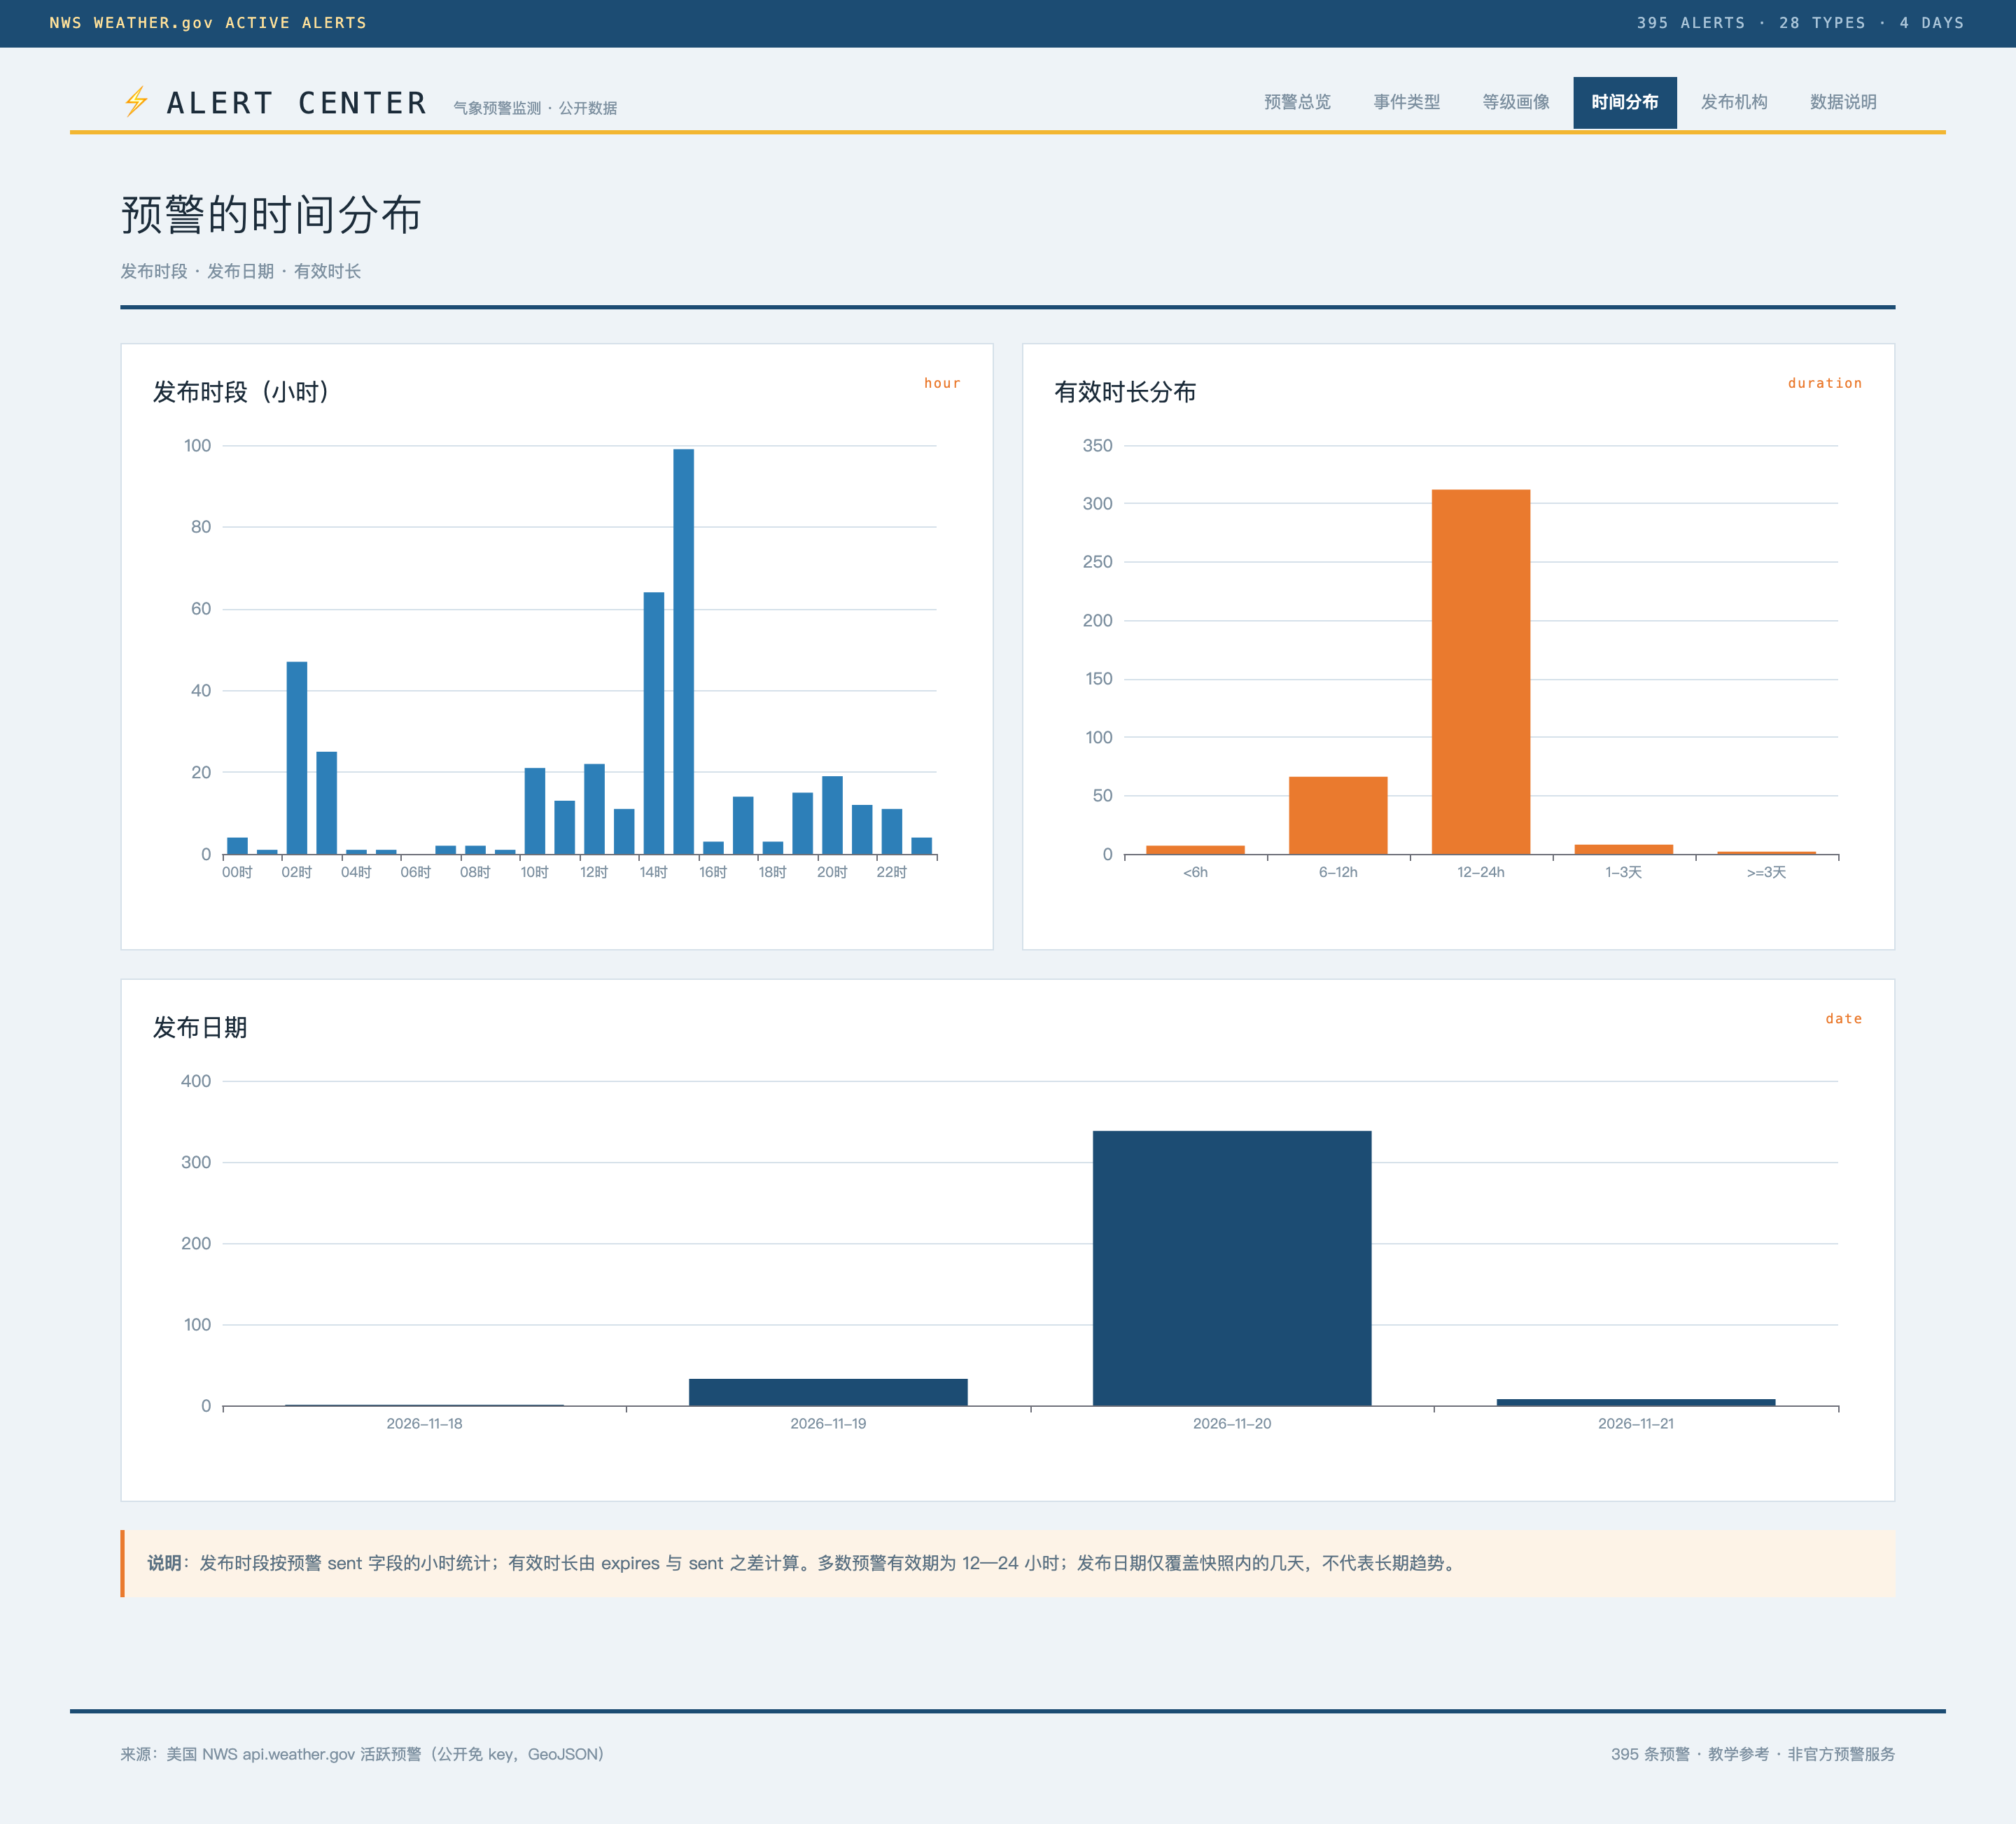 NWS WEATHER.gov ACTIVE ALERTS
395 ALERTS · 28 TYPES · 4 DAYS
⚡ ALERT CENTER 气象预警监测 · 公开数据
预警总览 事件类型 等级画像 时间分布 发布机构 数据说明
预警的时间分布
发布时段 · 发布日期 · 有效时长
发布时段（小时）
hour
100
80
60
40
20
0
00时 02时 04时 06时 08时 10时 12时 14时 16时 18时 20时 22时
有效时长分布
duration
350
300
250
200
150
100
50
0
<6h 6–12h 12–24h 1–3天 >=3天
发布日期
date
400
300
200
100
0
2026–11–18 2026–11–19 2026–11–20 2026–11–21
说明：发布时段按预警 sent 字段的小时统计；有效时长由 expires 与 sent 之差计算。多数预警有效期为 12—24 小时；发布日期仅覆盖快照内的几天，不代表长期趋势。
来源：美国 NWS api.weather.gov 活跃预警（公开免 key，GeoJSON）
395 条预警 · 教学参考 · 非官方预警服务